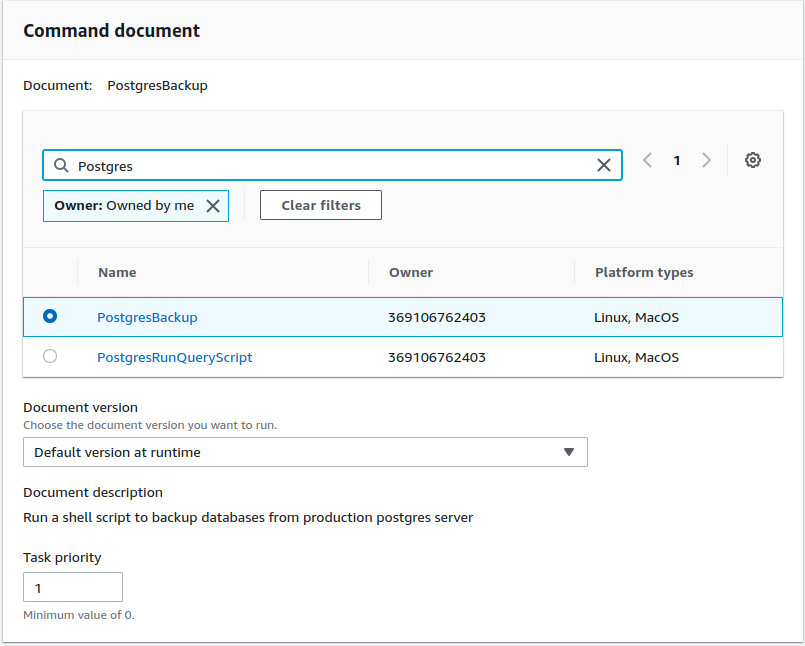 Command document
Document: PostgresBackup
Postgres
1
Owner: Owned by me
Clear filters
Name Owner Platform types
PostgresBackup 369106762403 Linux, MacOS
PostgresRunQueryScript 369106762403 Linux, MacOS
Document version
Choose the document version you want to run.
Default version at runtime
Document description
Run a shell script to backup databases from production postgres server
Task priority
1
Minimum value of 0.